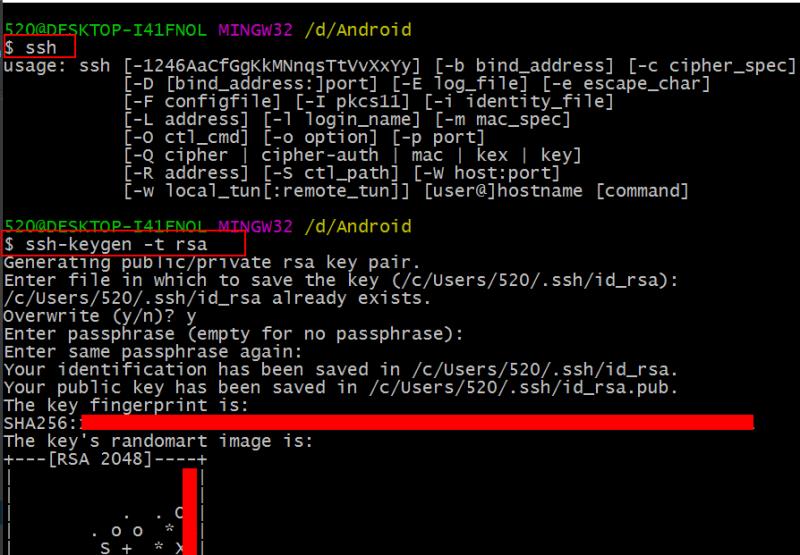 520@DESKTOP-I41FNOL MINGW32 /d/Android
$ ssh
usage: ssh [-1246AaCfGgKkMNnqsTtVvXxYy] [-b bind_address] [-c cipher_spec]
[-D [bind_address:]port] [-E log_file] [-e escape_char]
[-F configfile] [-I pkcs11] [-i identity_file]
[-L address] [-l login_name] [-m mac_spec]
[-O ctl_cmd] [-o option] [-p port]
[-Q cipher | cipher-auth | mac | kex | key]
[-R address] [-S ctl_path] [-W host:port]
[-w local_tun[:remote_tun]] [user@]hostname [command]
520@DESKTOP-I41FNOL MINGW32 /d/Android
$ ssh-keygen -t rsa
Generating public/private rsa key pair.
Enter file in which to save the key (/c/Users/520/.ssh/id_rsa):
/c/Users/520/.ssh/id_rsa already exists.
Overwrite (y/n)? y
Enter passphrase (empty for no passphrase):
Enter same passphrase again:
Your identification has been saved in /c/Users/520/.ssh/id_rsa.
Your public key has been saved in /c/Users/520/.ssh/id_rsa.pub.
The key fingerprint is:
SHA256:
The key's randomart image is:
+---[RSA 2048]----+
| |
| |
| . . O |
| . o o * |
| S + * X